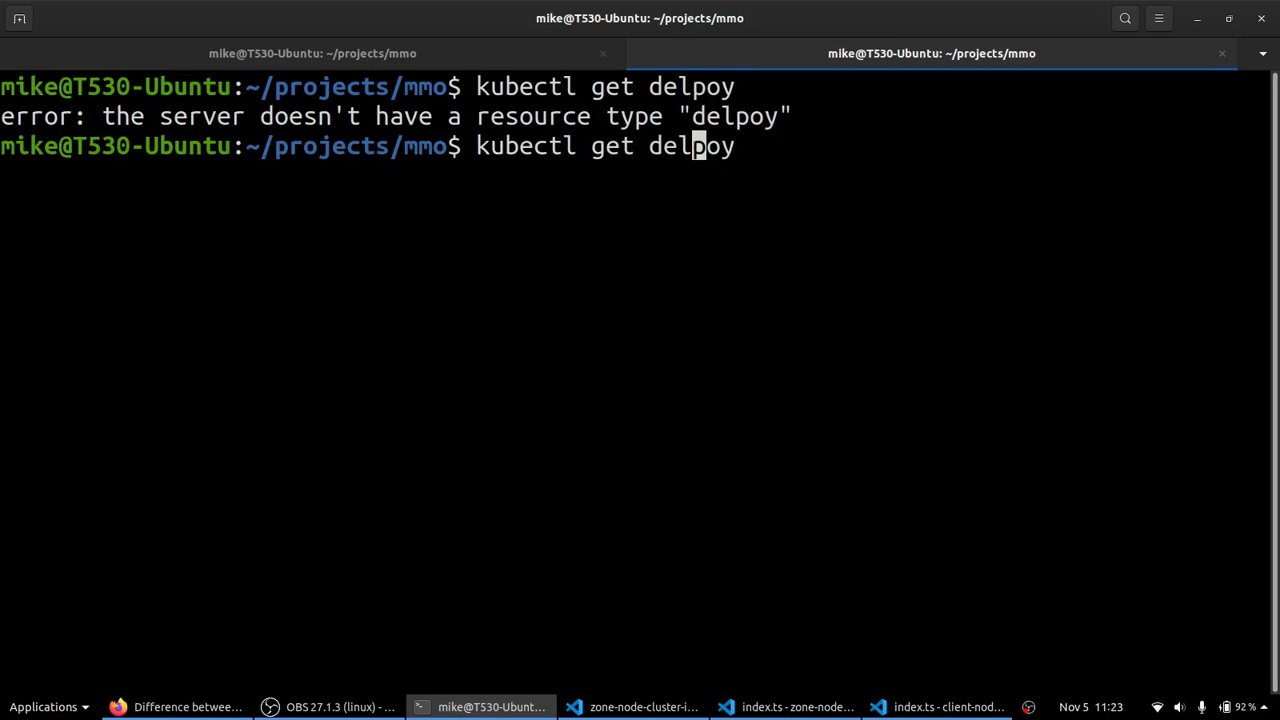 mike@T530-Ubuntu: ~/projects/mmo
mike@T530-Ubuntu: ~/projects/mmo
mike@T530-Ubuntu: ~/projects/mmo
mike@T530-Ubuntu:~/projects/mmo$ kubectl get delpoy
error: the server doesn't have a resource type "delpoy"
mike@T530-Ubuntu:~/projects/mmo$ kubectl get delpoy
Applications Difference betwee... OBS 27.1.3 (linux) - ... mike@T530-Ubunt... zone-node-cluster-i... index.ts - zone-node... index.ts - client-nod... Nov 5 11:23 92 %